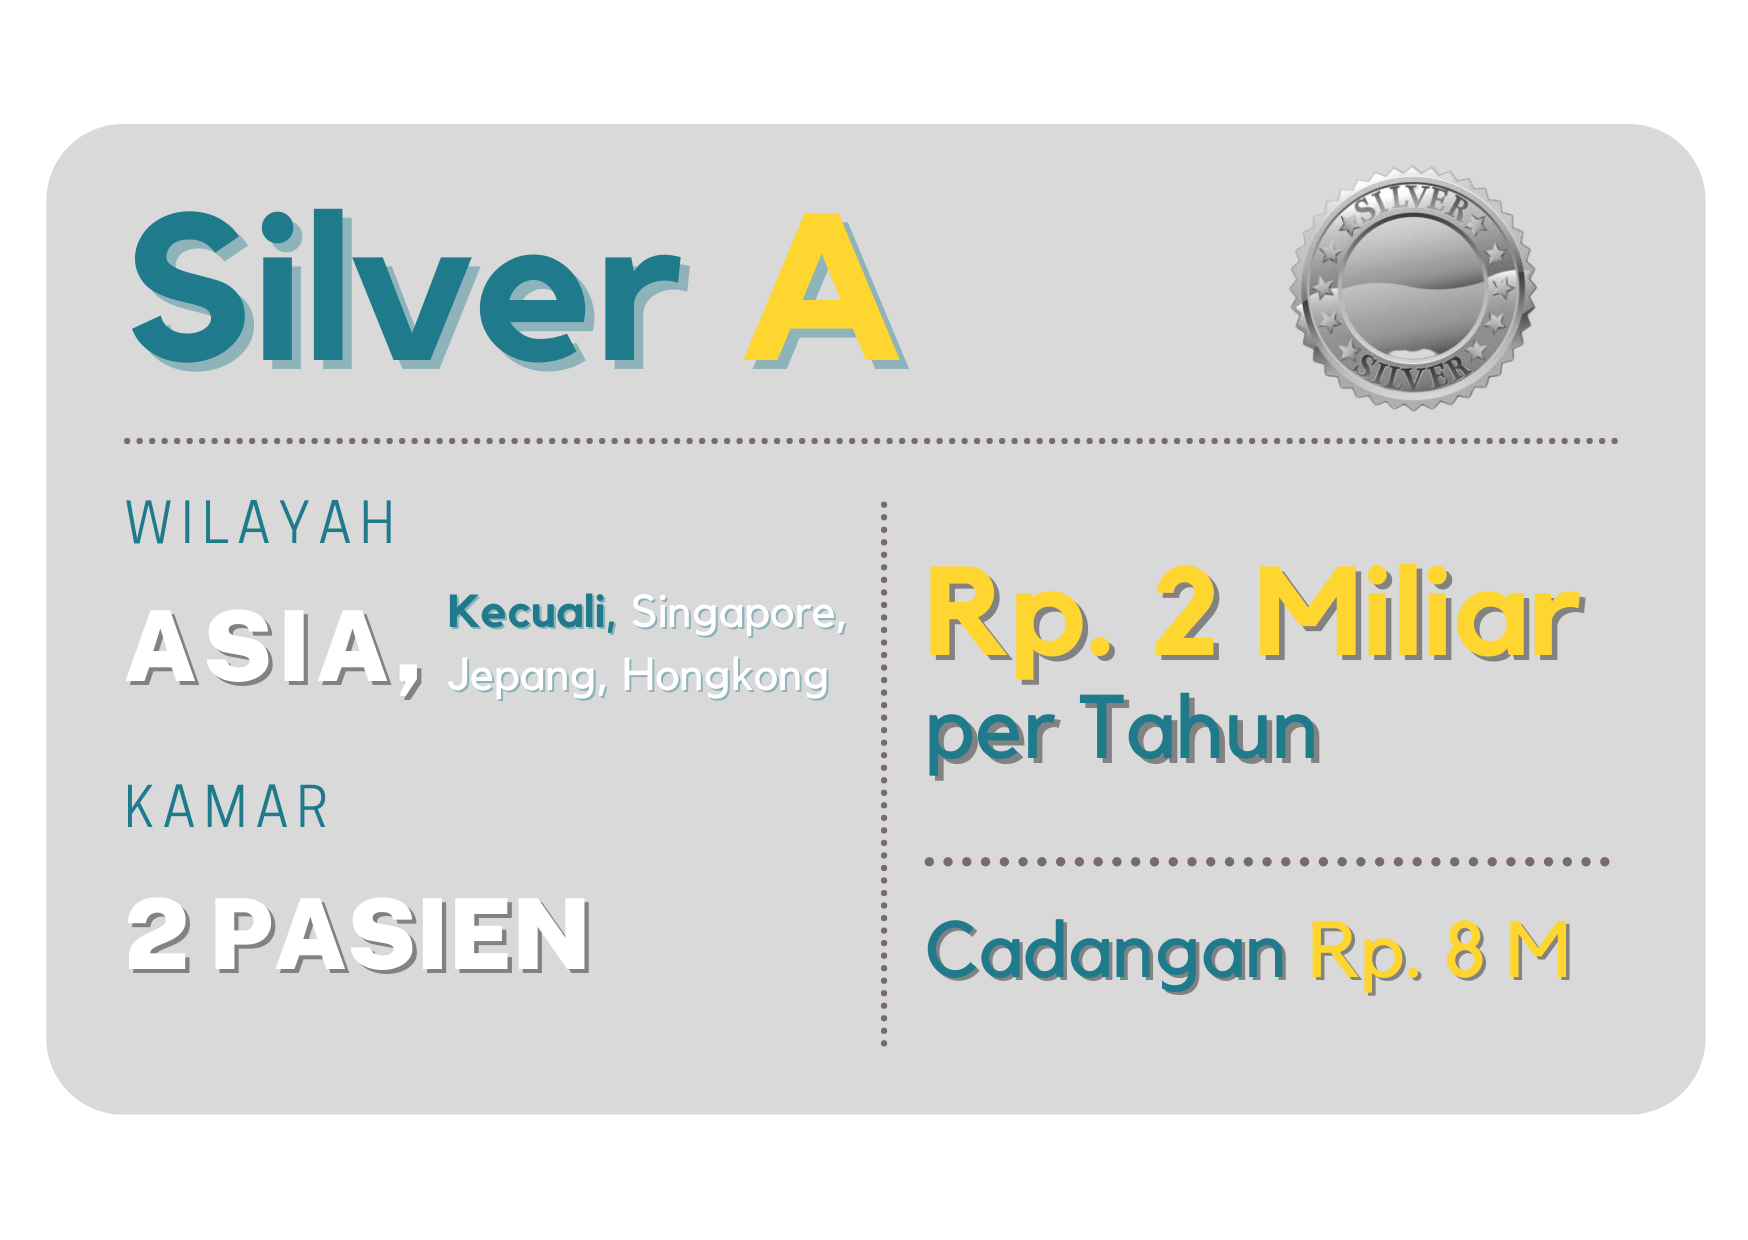 Silver A
SILVER
SILVER
WILAYAH
ASIA, Kecuali, Singapore,
Jepang, Hongkong
KAMAR
2 PASIEN
Rp. 2 Miliar
per Tahun
Cadangan Rp. 8 M